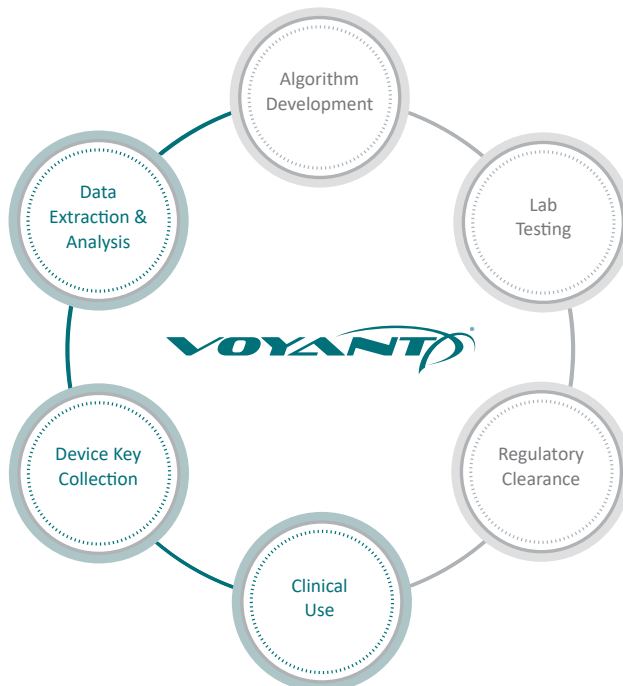 Algorithm
Development
Data
Extraction &
Analysis
Lab
Testing
VOYANT®
Device Key
Collection
Regulatory
Clearance
Clinical
Use